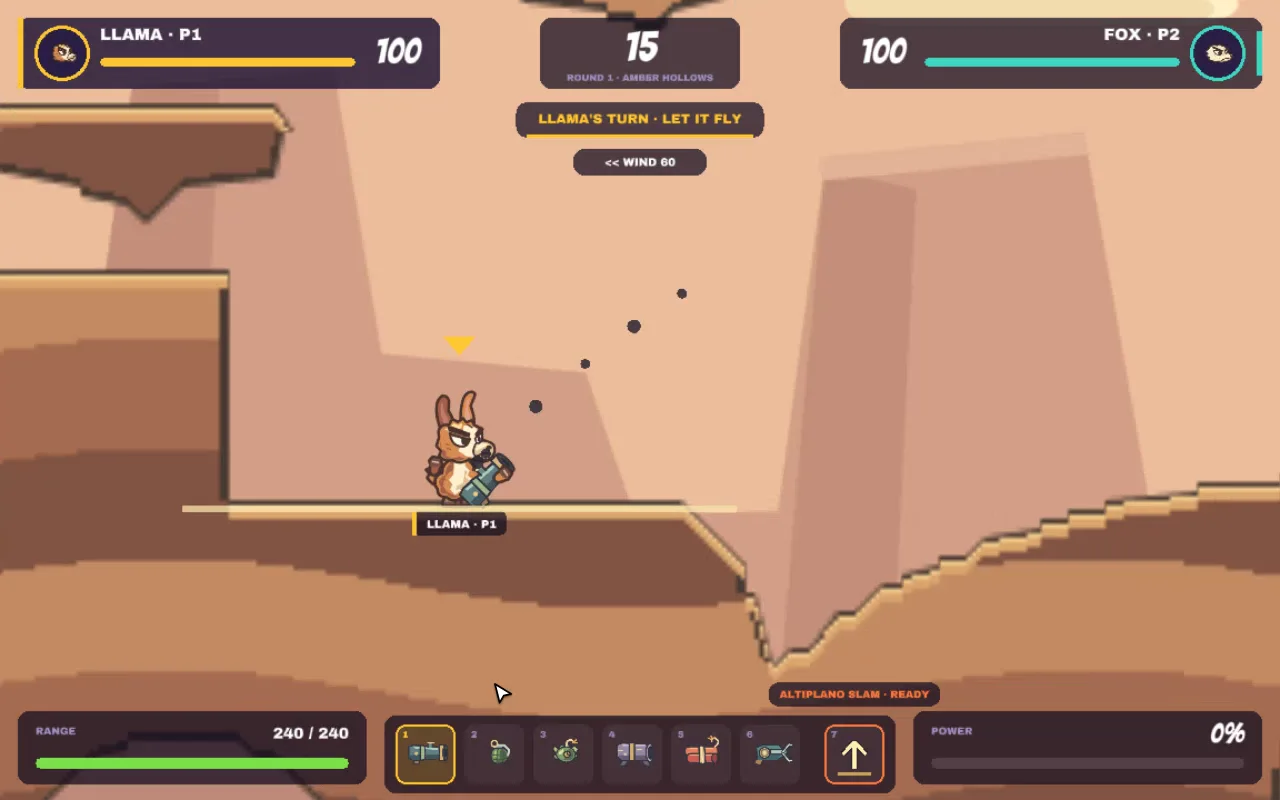 LLAMA · P1
100
15
ROUND 1 · AMBER HOLLOWS
100
FOX · P2
LLAMA'S TURN · LET IT FLY
<< WIND 60
LLAMA · P1
ALTIPLANO SLAM · READY
RANGE
240 / 240
1
2
3
4
5
6
7
POWER
0%